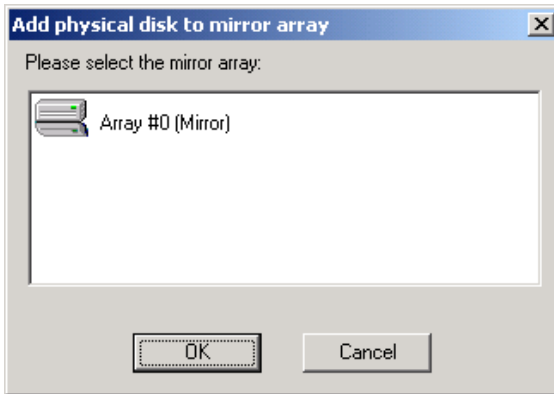 Add physical disk to mirror array
Please select the mirror array:
Array #0 (Mirror)
OK
Cancel